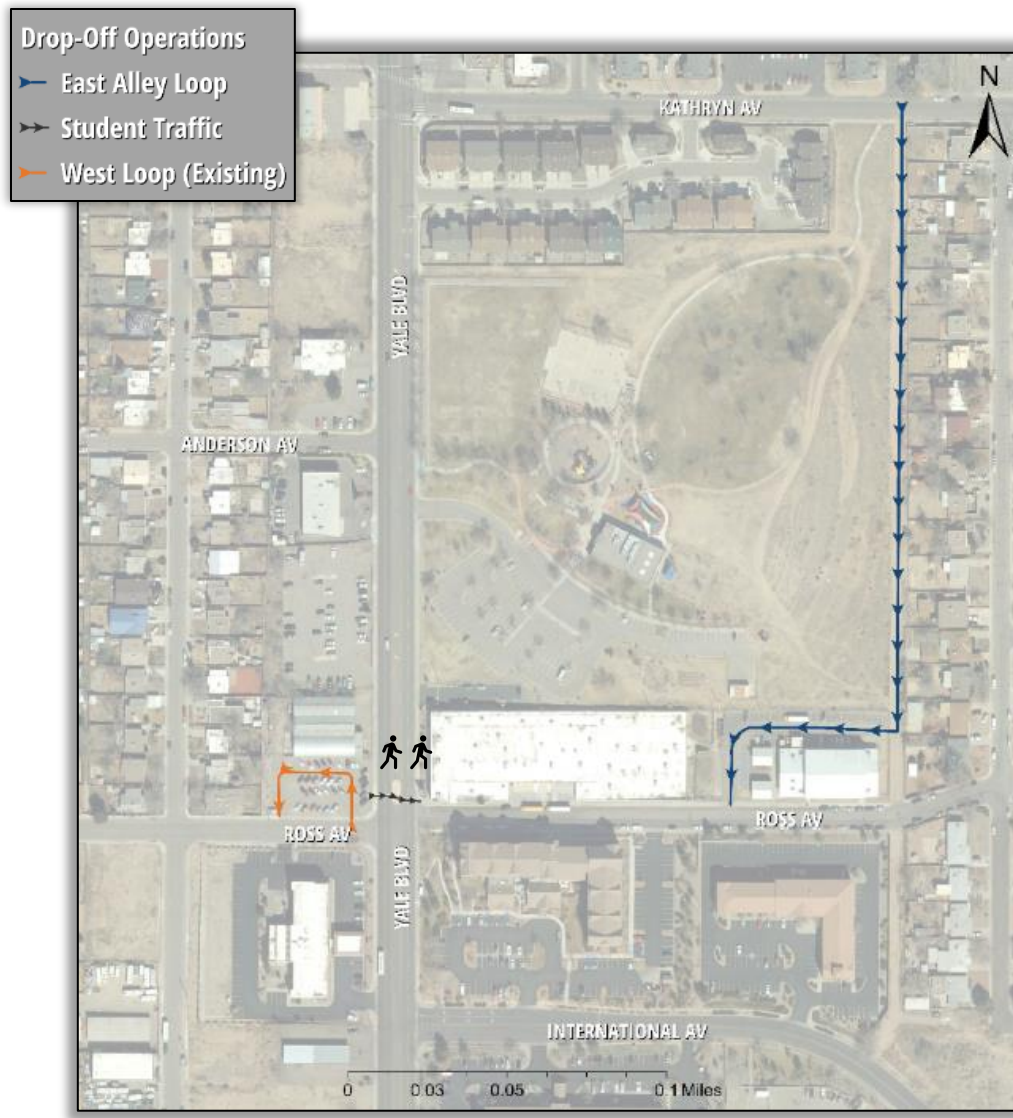 Drop-Off Operations
East Alley Loop
Student Traffic
West Loop (Existing)
N
KATHRYN AV
YALE BLVD
ANDERSON AV
ROSS AV
ROSS AV
YALE BLVD
INTERNATIONAL AV
0 0.03 0.05 0.1 Miles